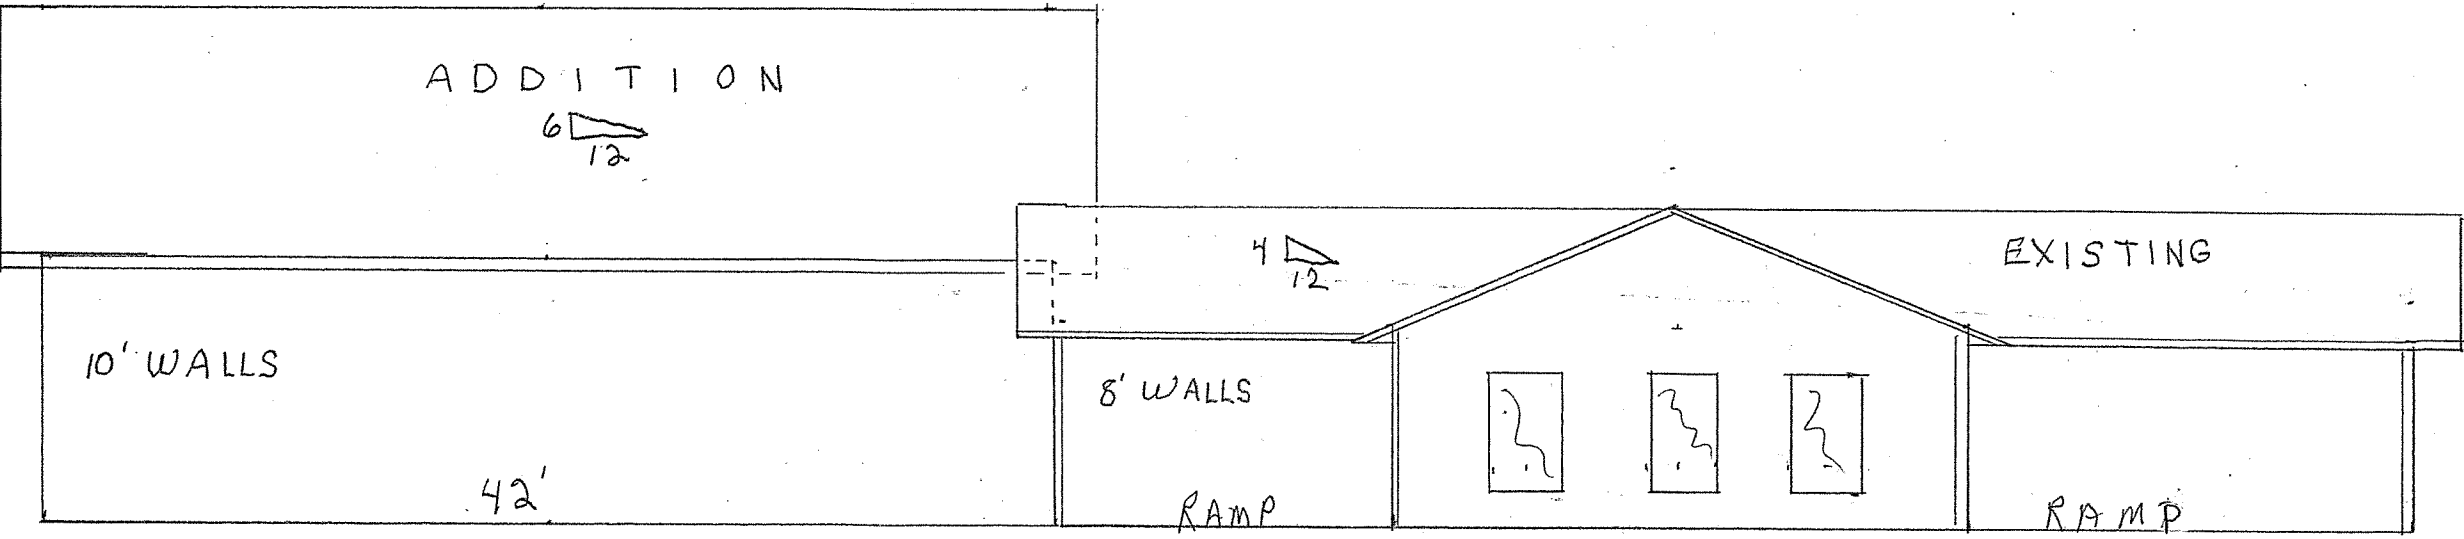 ADDITION
6
12
4
12
EXISTING
10' WALLS
8' WALLS
42'
RAMP
RAMP